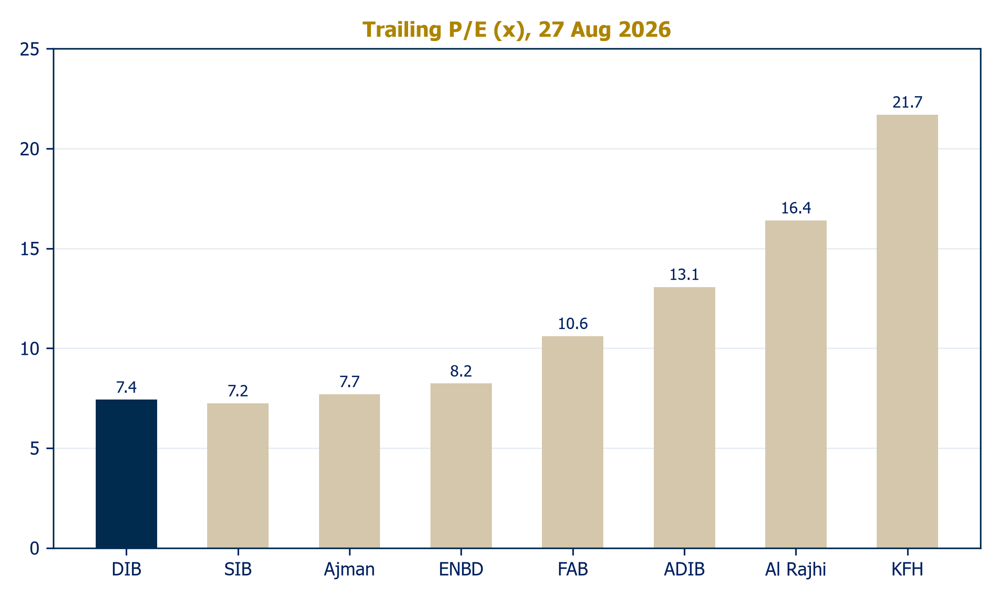 Trailing P/E (x), 27 Aug 2026
25
20
15
10
5
0
7.4
7.2
7.7
8.2
10.6
13.1
16.4
21.7
DIB
SIB
Ajman
ENBD
FAB
ADIB
Al Rajhi
KFH